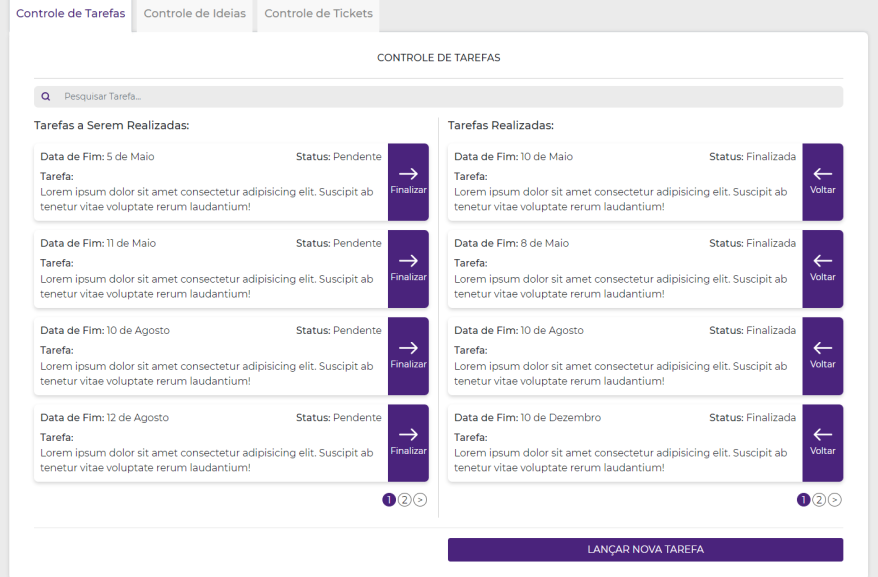 Controle de Tarefas
Controle de Ideias
Controle de Tickets
CONTROLE DE TAREFAS
Pesquisar Tarefa...
Tarefas a Serem Realizadas:
Data de Fim: 5 de Maio
Status: Pendente
Tarefa:
Lorem ipsum dolor sit amet consectetur adipisicing elit. Suscipit ab
tenetur vitae voluptate rerum laudantium!
Finalizar
Data de Fim: 11 de Maio
Status: Pendente
Tarefa:
Lorem ipsum dolor sit amet consectetur adipisicing elit. Suscipit ab
tenetur vitae voluptate rerum laudantium!
Finalizar
Data de Fim: 10 de Agosto
Status: Pendente
Tarefa:
Lorem ipsum dolor sit amet consectetur adipisicing elit. Suscipit ab
tenetur vitae voluptate rerum laudantium!
Finalizar
Data de Fim: 12 de Agosto
Status: Pendente
Tarefa:
Lorem ipsum dolor sit amet consectetur adipisicing elit. Suscipit ab
tenetur vitae voluptate rerum laudantium!
Finalizar
1 2 >
Tarefas Realizadas:
Data de Fim: 10 de Maio
Status: Finalizada
Tarefa:
Lorem ipsum dolor sit amet consectetur adipisicing elit. Suscipit ab
tenetur vitae voluptate rerum laudantium!
Voltar
Data de Fim: 8 de Maio
Status: Finalizada
Tarefa:
Lorem ipsum dolor sit amet consectetur adipisicing elit. Suscipit ab
tenetur vitae voluptate rerum laudantium!
Voltar
Data de Fim: 10 de Agosto
Status: Finalizada
Tarefa:
Lorem ipsum dolor sit amet consectetur adipisicing elit. Suscipit ab
tenetur vitae voluptate rerum laudantium!
Voltar
Data de Fim: 10 de Dezembro
Status: Finalizada
Tarefa:
Lorem ipsum dolor sit amet consectetur adipisicing elit. Suscipit ab
tenetur vitae voluptate rerum laudantium!
Voltar
1 2 >
LANÇAR NOVA TAREFA